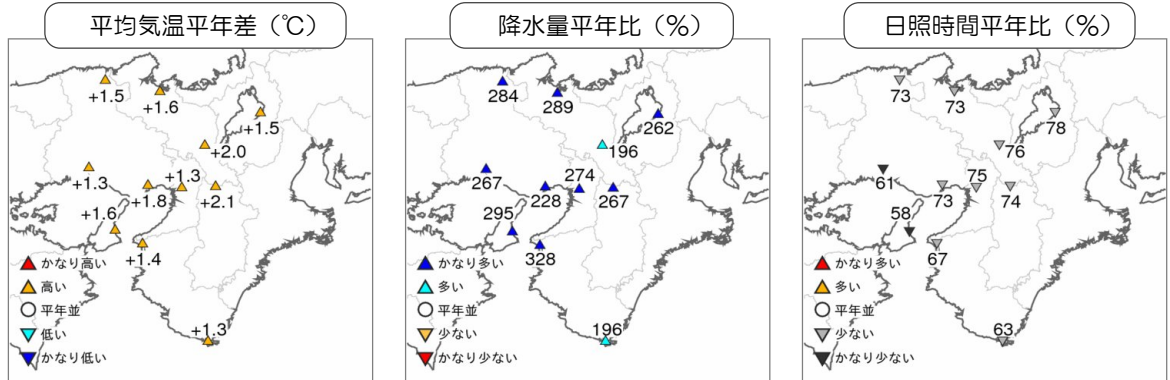 平均気温平年差（℃）
+1.5
+1.6
+1.5
+2.0
+1.3
+1.3
+1.8
+2.1
+1.6
+1.4
+1.3
かなり高い
高い
平年並
低い
かなり低い
降水量平年比（%）
284
289
262
196
267
274
228
267
295
328
196
かなり多い
多い
平年並
少ない
かなり少ない
日照時間平年比（%）
73
73
78
76
61
75
73
74
58
67
63
かなり多い
多い
平年並
少ない
かなり少ない